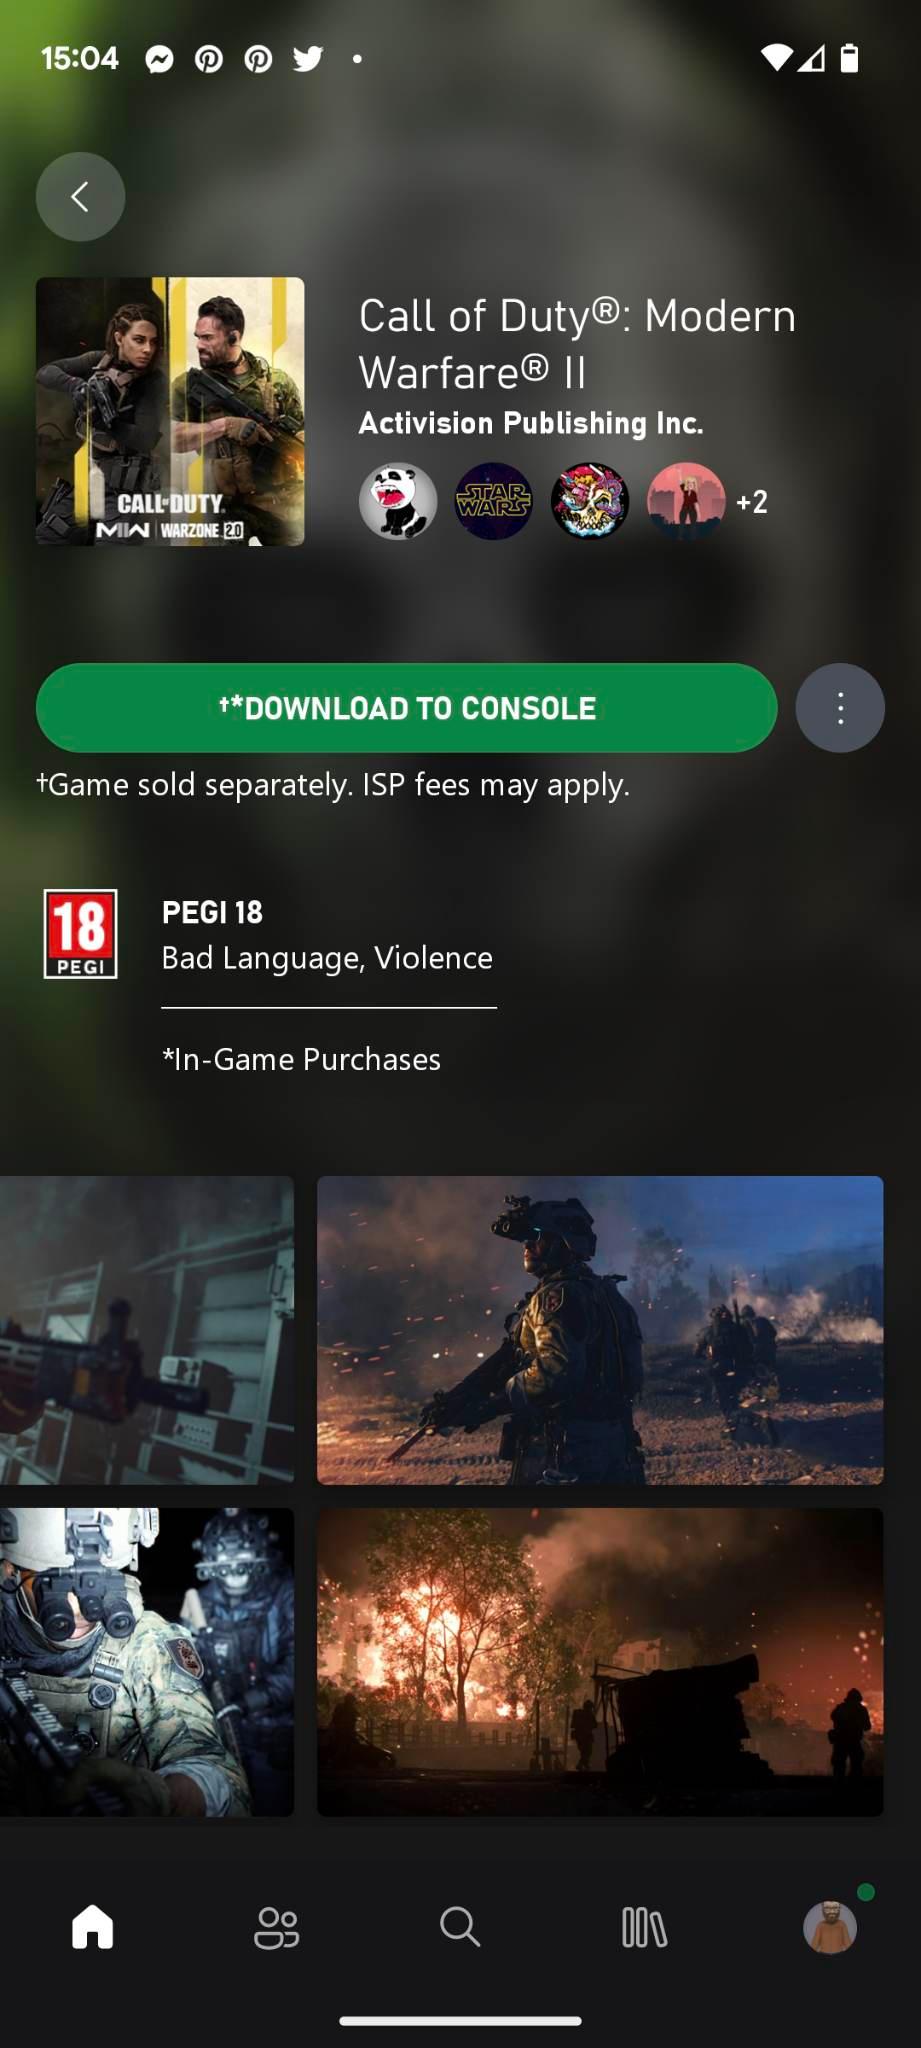 15:04
Call of Duty®: Modern
Warfare® II
Activision Publishing Inc.
CALL OF DUTY
MW | WARZONE 2.0
STAR
WARS
+2
†*DOWNLOAD TO CONSOLE
†Game sold separately. ISP fees may apply.
18
PEGI
PEGI 18
Bad Language, Violence
*In-Game Purchases